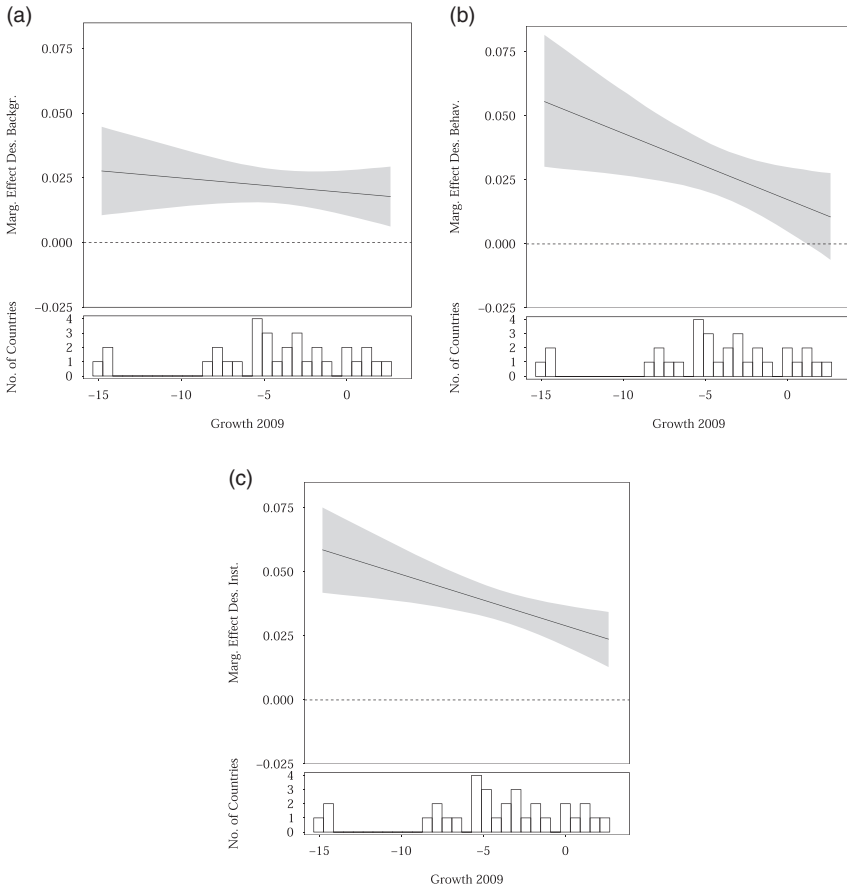 (a)
0.075
0.050
0.025
0.000
−0.025
Marg. Effect Des. Backgr.
4
3
2
1
0
No. of Countries
−15 −10 −5 0
Growth 2009
(b)
0.075
0.050
0.025
0.000
−0.025
Marg. Effect Des. Behav.
4
3
2
1
0
No. of Countries
−15 −10 −5 0
Growth 2009
(c)
0.075
0.050
0.025
0.000
−0.025
Marg. Effect Des. Inst.
4
3
2
1
0
No. of Countries
−15 −10 −5 0
Growth 2009